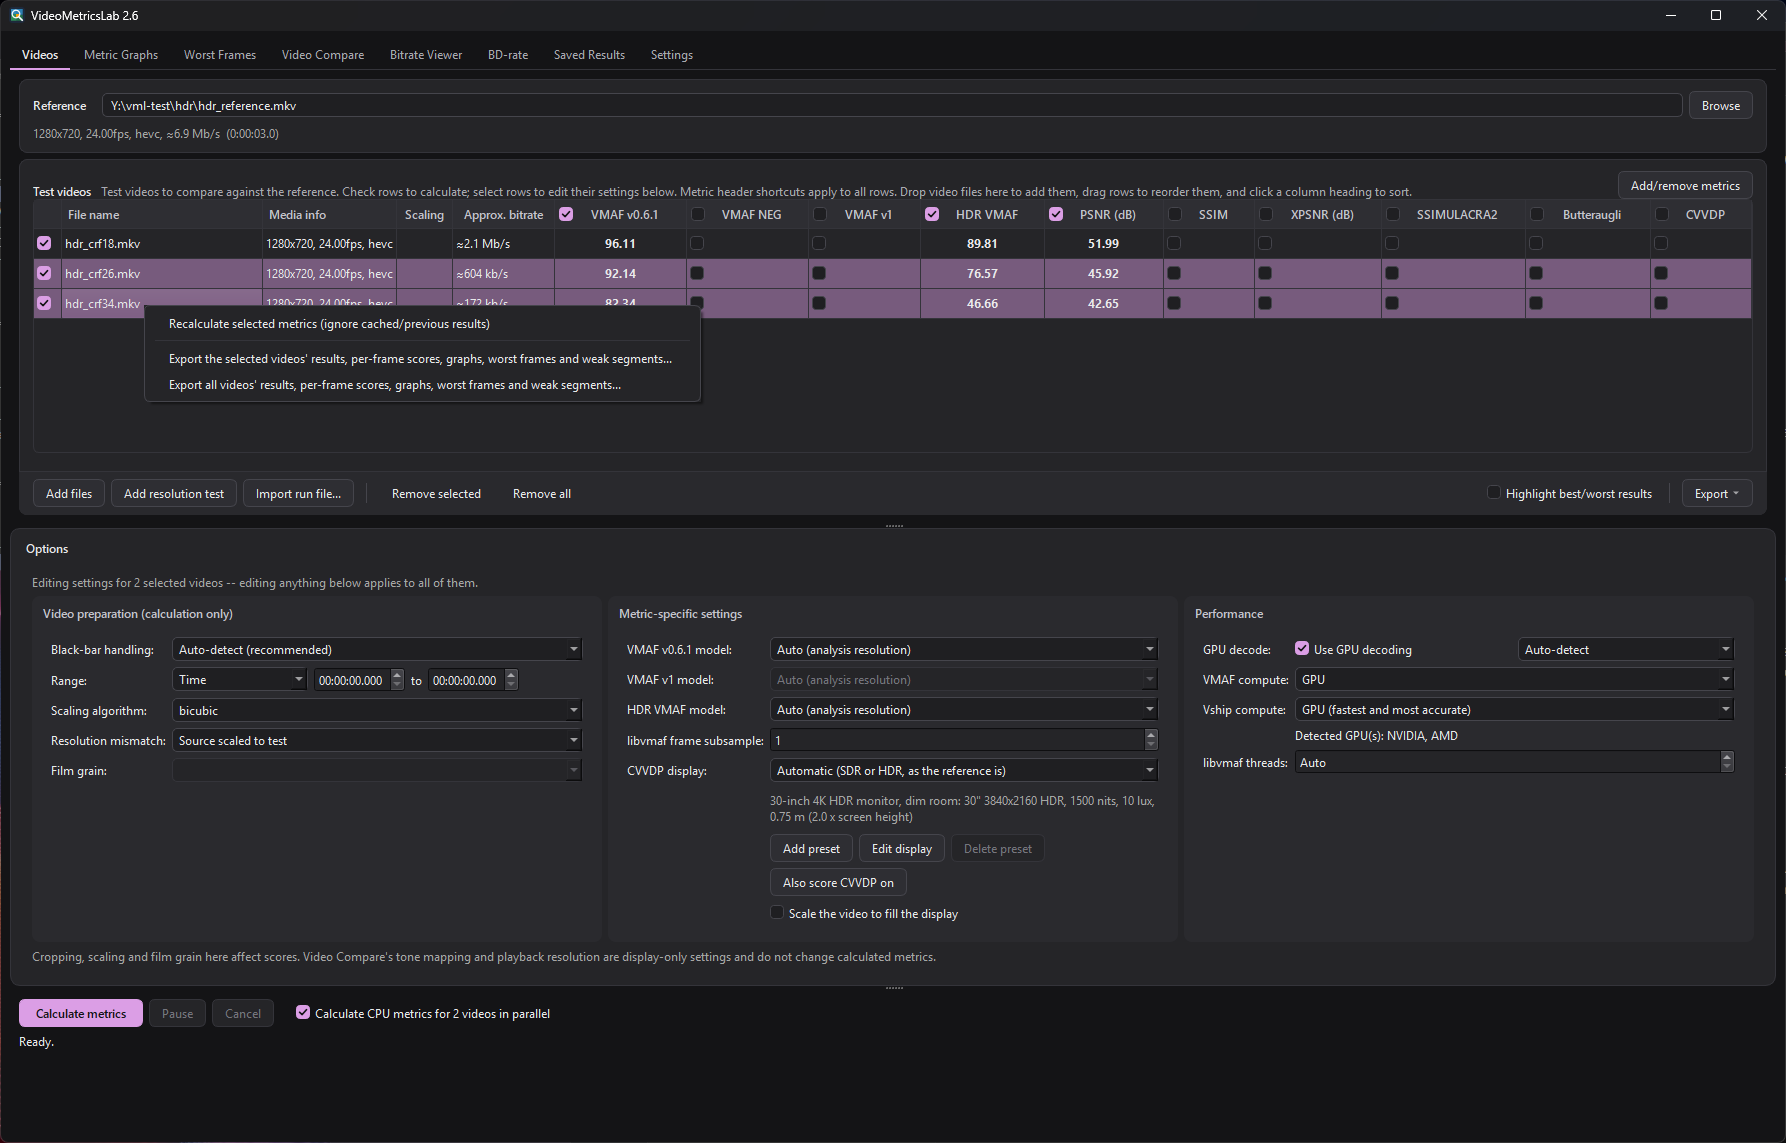 VideoMetricsLab 2.6
Videos Metric Graphs Worst Frames Video Compare Bitrate Viewer BD-rate Saved Results Settings
Reference Y:\vml-test\hdr\hdr_reference.mkv Browse
1280x720, 24.00fps, hevc, ≈6.9 Mb/s (0:00:03.0)
Test videos Test videos to compare against the reference. Check rows to calculate; select rows to edit their settings below. Metric header shortcuts apply to all rows. Drop video files here to add them, drag rows to reorder them, and click a column heading to sort. Add/remove metrics
File name Media info Scaling Approx. bitrate VMAF v0.6.1 VMAF NEG VMAF v1 HDR VMAF PSNR (dB) SSIM XPSNR (dB) SSIMULACRA2 Butteraugli CVVDP
hdr_crf18.mkv 1280x720, 24.00fps, hevc ≈2.1 Mb/s 96.11 89.81 51.99
hdr_crf26.mkv 1280x720, 24.00fps, hevc ≈604 kb/s 92.14 76.57 45.92
hdr_crf34.mkv 1280x720, 24.00fps, hevc ≈172 kb/s 82.34 46.66 42.65
Recalculate selected metrics (ignore cached/previous results)
Export the selected videos' results, per-frame scores, graphs, worst frames and weak segments...
Export all videos' results, per-frame scores, graphs, worst frames and weak segments...
Add files Add resolution test Import run file... Remove selected Remove all Highlight best/worst results Export
Options
Editing settings for 2 selected videos -- editing anything below applies to all of them.
Video preparation (calculation only)
Black-bar handling: Auto-detect (recommended)
Range: Time 00:00:00.000 to 00:00:00.000
Scaling algorithm: bicubic
Resolution mismatch: Source scaled to test
Film grain:
Metric-specific settings
VMAF v0.6.1 model: Auto (analysis resolution)
VMAF v1 model: Auto (analysis resolution)
HDR VMAF model: Auto (analysis resolution)
libvmaf frame subsample: 1
CVVDP display: Automatic (SDR or HDR, as the reference is)
30-inch 4K HDR monitor, dim room: 30" 3840x2160 HDR, 1500 nits, 10 lux,
0.75 m (2.0 x screen height)
Add preset Edit display Delete preset
Also score CVVDP on
Scale the video to fill the display
Performance
GPU decode: Use GPU decoding Auto-detect
VMAF compute: GPU
Vship compute: GPU (fastest and most accurate)
Detected GPU(s): NVIDIA, AMD
libvmaf threads: Auto
Cropping, scaling and film grain here affect scores. Video Compare's tone mapping and playback resolution are display-only settings and do not change calculated metrics.
Calculate metrics Pause Cancel Calculate CPU metrics for 2 videos in parallel
Ready.